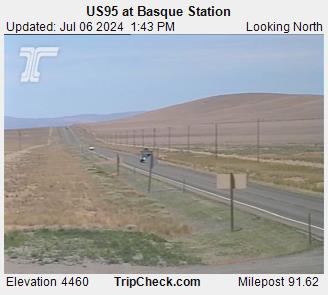 US95 at Basque Station
Updated: Jul 06 2024 1:43 PM Looking North
Elevation 4460 TripCheck.com Milepost 91.62